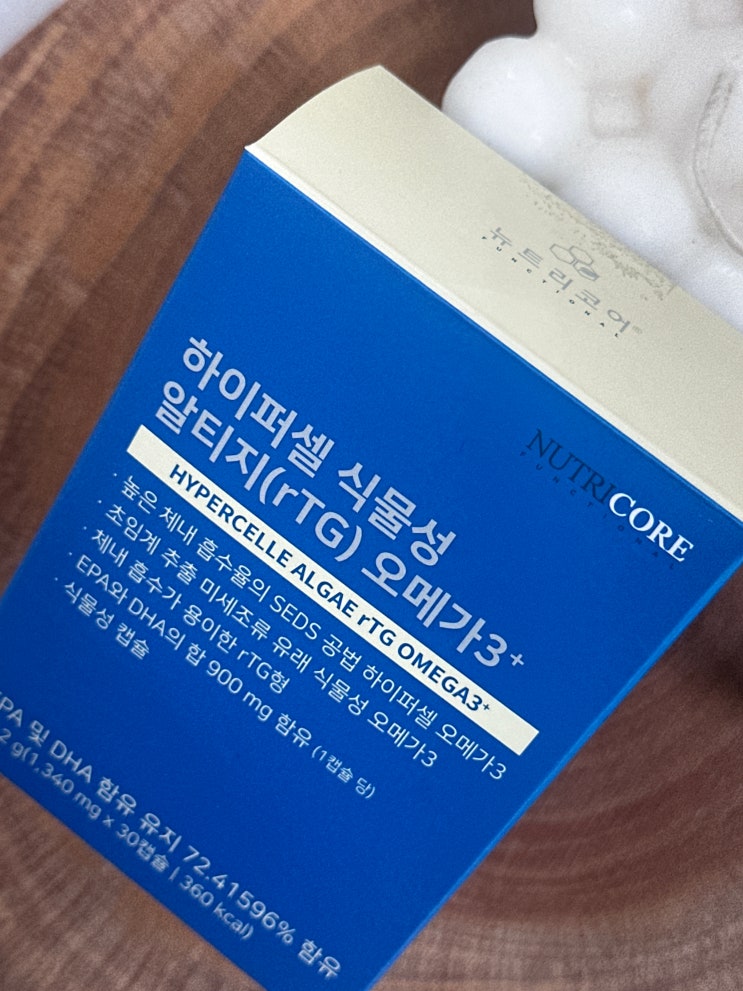 뉴트리코어
FUNCTIONAL
NUTRICORE
FUNCTIONAL
하이퍼셀 식물성
알티지(rTG) 오메가3+
HYPERCELLE ALGAE rTG OMEGA3+
· 높은 체내 흡수율의 SEDS 공법 하이퍼셀 오메가3
· 초임계 추출 미세조류 유래 식물성 오메가3
· 체내 흡수가 용이한 rTG형
· EPA와 DHA의 합 900 mg 함유 (1캡슐 당)
· 식물성 캡슐
EPA 및 DHA 함유 유지 72.41596% 함유
2 g(1,340 mg x 30캡슐 | 360 kcal)